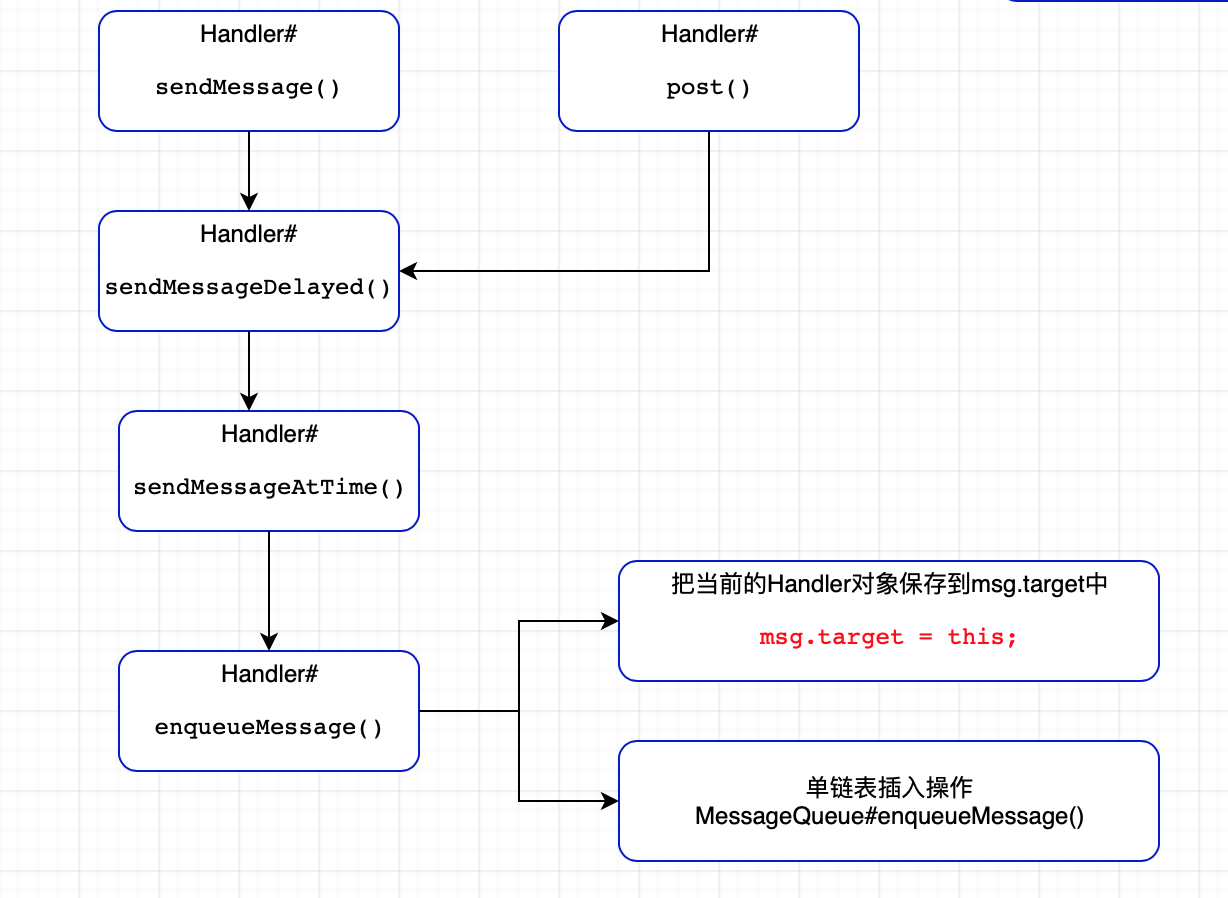 Handler#
sendMessage()
Handler#
post()
Handler#
sendMessageDelayed()
Handler#
sendMessageAtTime()
Handler#
enqueueMessage()
把当前的Handler对象保存到msg.target中
msg.target = this;
单链表插入操作
MessageQueue#enqueueMessage()